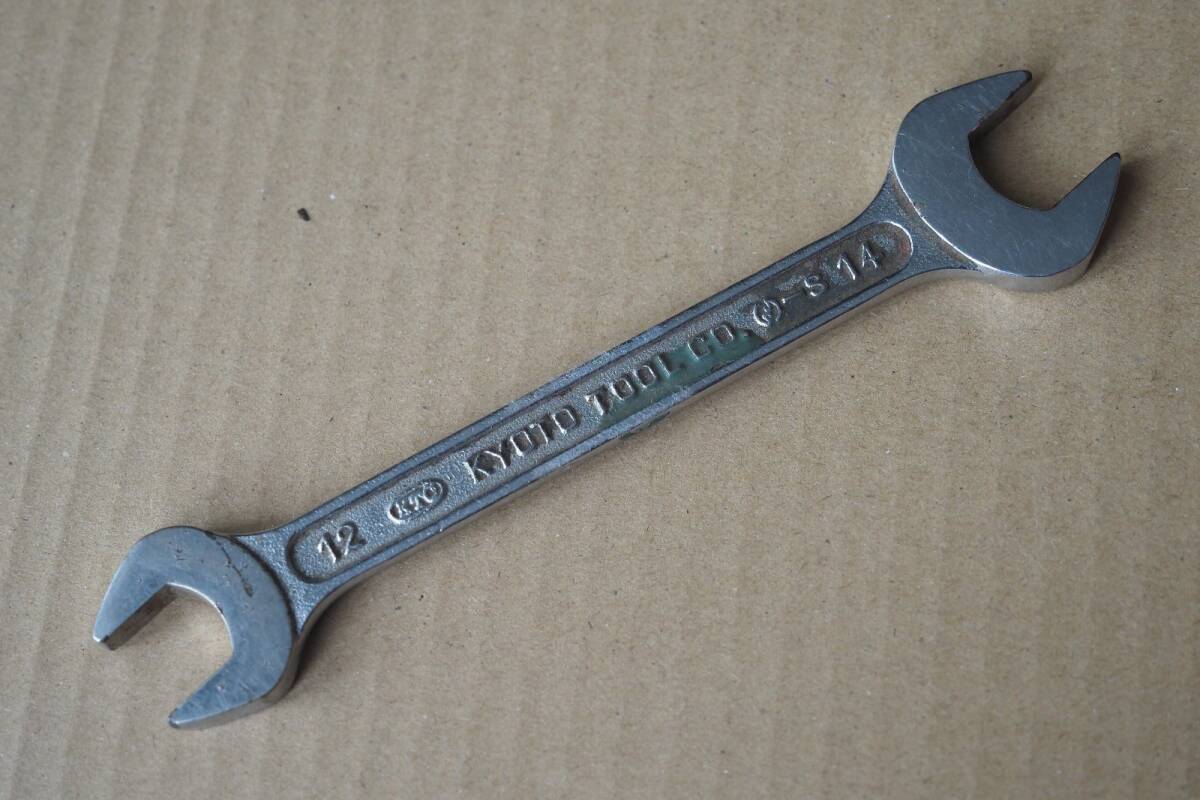 12 KTC KYOTO TOOL CO. -S 14